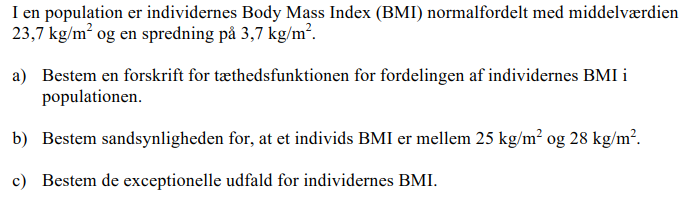 I en population er individernes Body Mass Index (BMI) normalfordelt med middelværdien
23,7 kg/m² og en spredning på 3,7 kg/m².
a) Bestem en forskrift for tæthedsfunktionen for fordelingen af individernes BMI i
populationen.
b) Bestem sandsynligheden for, at et individs BMI er mellem 25 kg/m² og 28 kg/m².
c) Bestem de exceptionelle udfald for individernes BMI.